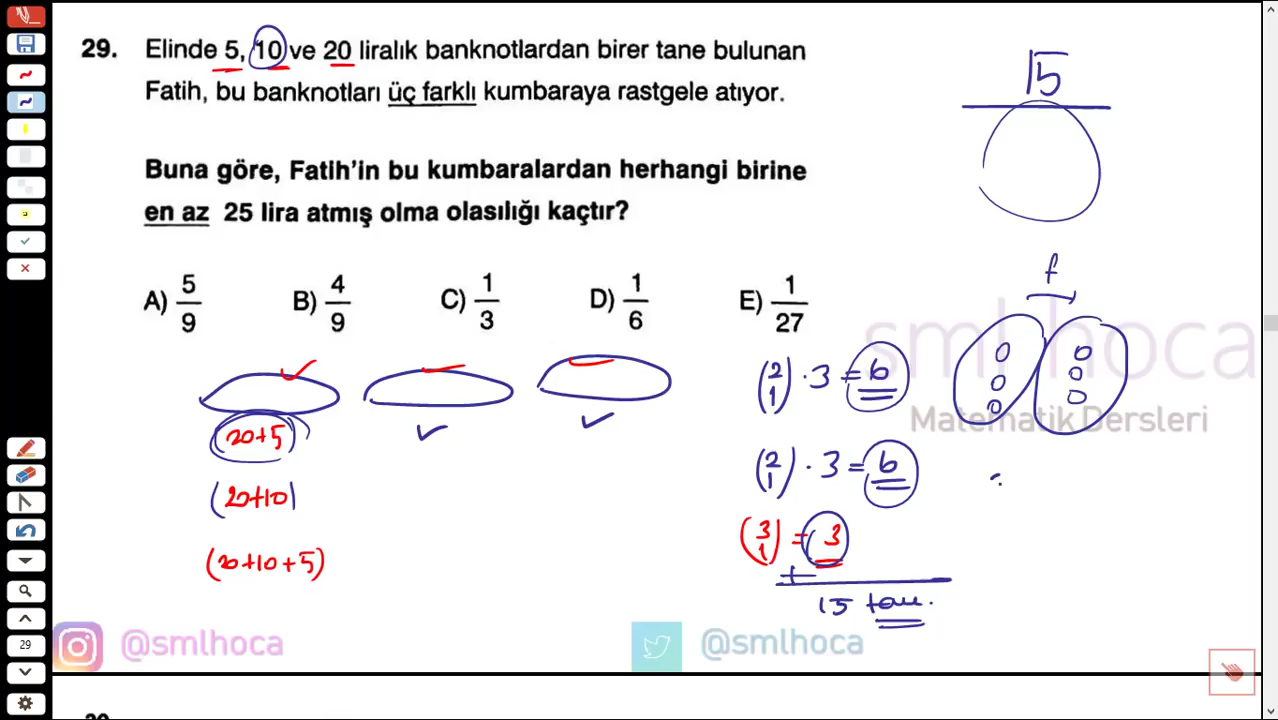 29. Elinde 5, 10 ve 20 liralık banknotlardan birer tane bulunan
Fatih, bu banknotları üç farklı kumbaraya rastgele atıyor.
Buna göre, Fatih'in bu kumbaralardan herhangi birine
en az 25 lira atmış olma olasılığı kaçtır?
A) 5/9 B) 4/9 C) 1/3 D) 1/6 E) 1/27
15
f
(2 1) · 3 = 6
20+5
(2 1) · 3 = 6
(20+10)
(3 1) = 3
(20+10+5)
+
15 tane.
sml hoca
Matematik Dersleri
@smlhoca
@smlhoca
29
30